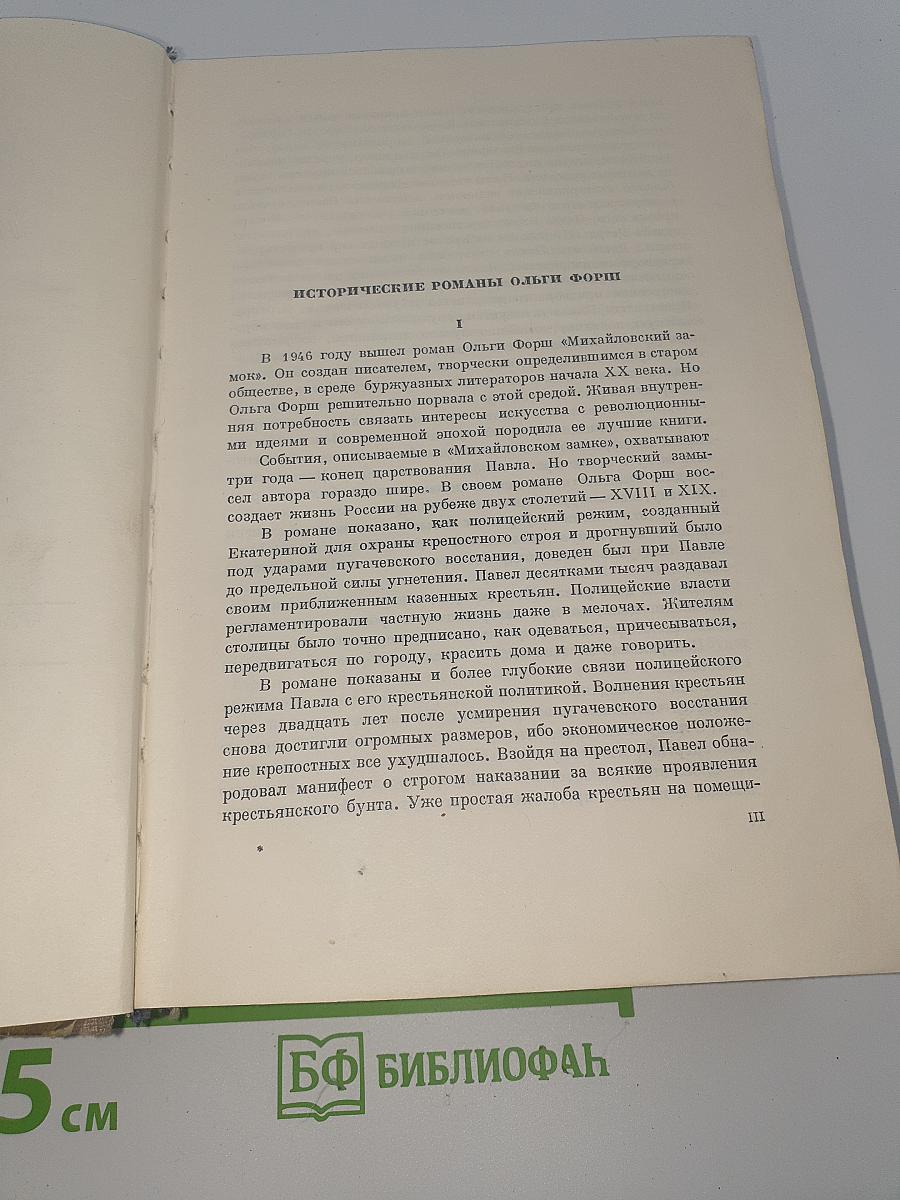 ИСТОРИЧЕСКИЕ РОМАНЫ ОЛЬГИ ФОРШ
I
В 1946 году вышел роман Ольги Форш «Михайловский за-
мок». Он создан писателем, творчески определившимся в старом
обществе, в среде буржуазных литераторов начала XX века. Но
Ольга Форш решительно порвала с этой средой. Живая внутрен-
няя потребность связать интересы искусства с революционны-
ми идеями и современной эпохой породила ее лучшие книги.
События, описываемые в «Михайловском замке», охватывают
три года — конец царствования Павла. Но творческий замы-
сел автора гораздо шире. В своем романе Ольга Форш вос-
создает жизнь России на рубеже двух столетий — XVIII и XIX.
В романе показано, как полицейский режим, созданный
Екатериной для охраны крепостного строя и дрогнувший было
под ударами пугачевского восстания, доведен был при Павле
до предельной силы угнетения. Павел десятками тысяч раздавал
своим приближенным казенных крестьян. Полицейские власти
регламентировали частную жизнь даже в мелочах. Жителям
столицы было точно предписано, как одеваться, причесываться,
передвигаться по городу, красить дома и даже говорить.
В романе показаны и более глубокие связи полицейского
режима Павла с его крестьянской политикой. Волнения крестьян
через двадцать лет после усмирения пугачевского восстания
снова достигли огромных размеров, ибо экономическое положе-
ние крепостных все ухудшалось. Взойдя на престол, Павел обна-
родовал манифест о строгом наказании за всякие проявления
крестьянского бунта. Уже простая жалоба крестьян на помещи-
III
*
5 см
БФ БИБЛИОФАН